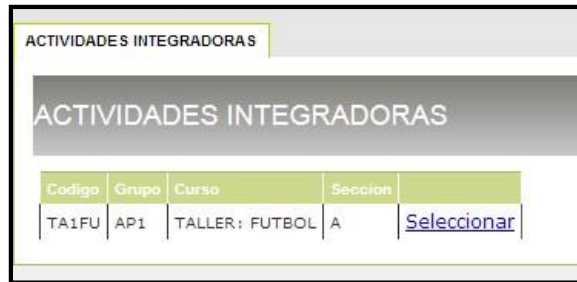 ACTIVIDADES INTEGRADORAS
ACTIVIDADES INTEGRADORAS
Codigo Grupo Curso Seccion
TA1FU AP1 TALLER: FUTBOL A Seleccionar